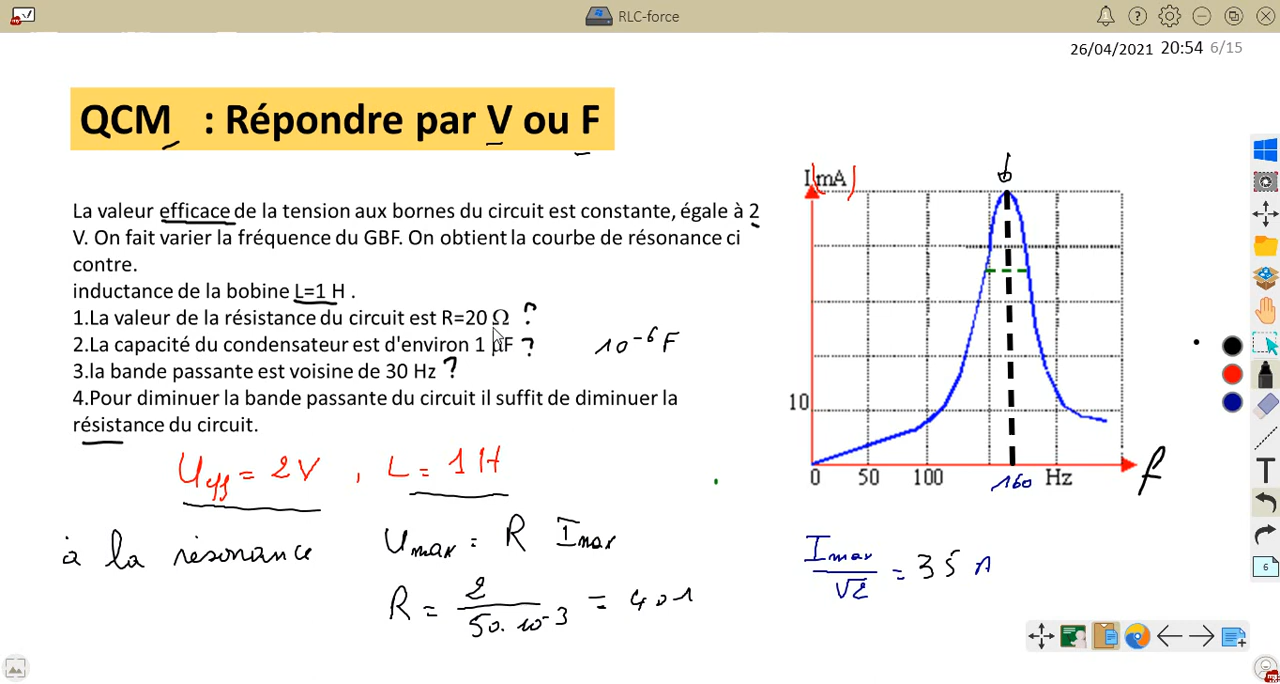 RLC-force
26/04/2021 20:54 6/15
QCM : Répondre par V ou F
La valeur efficace de la tension aux bornes du circuit est constante, égale à 2
V. On fait varier la fréquence du GBF. On obtient la courbe de résonance ci
contre.
inductance de la bobine L=1 H .
1.La valeur de la résistance du circuit est R=20 Ω ?
2.La capacité du condensateur est d'environ 1 µF ? 10⁻⁶ F
3.la bande passante est voisine de 30 Hz ?
4.Pour diminuer la bande passante du circuit il suffit de diminuer la
résistance du circuit.
I(mA)
10
0 50 100 160 Hz f
Ueff = 2V , L = 1 H
à la résonance
Umax = R Imax
R = 2 / 50.10⁻³ =
Imax / √2 = 35 A
6